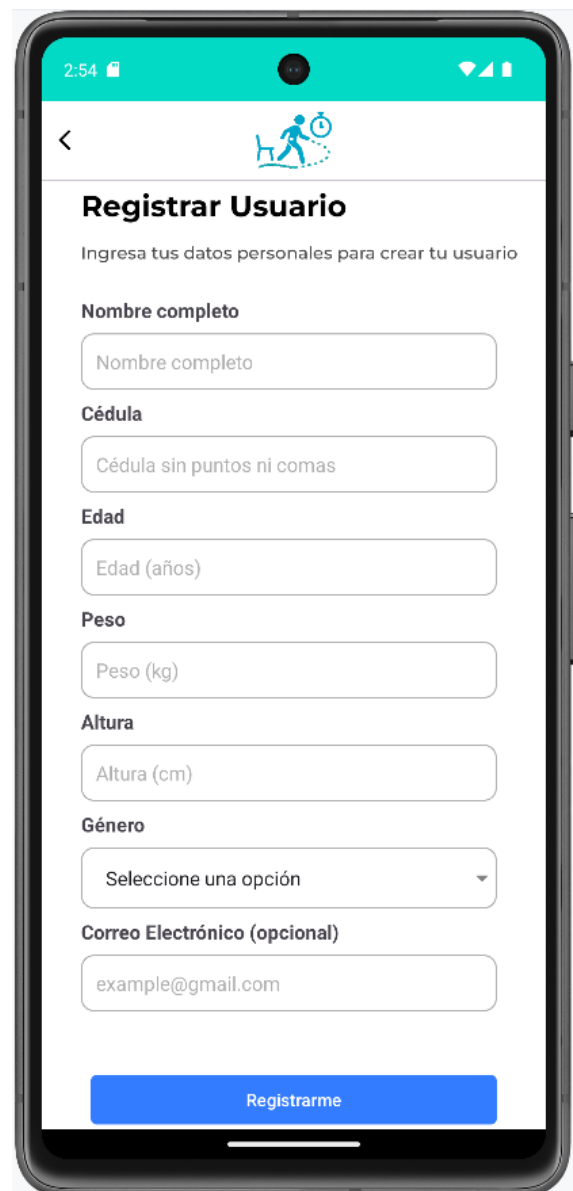 2:54
Registrar Usuario
Ingresa tus datos personales para crear tu usuario
Nombre completo
Nombre completo
Cédula
Cédula sin puntos ni comas
Edad
Edad (años)
Peso
Peso (kg)
Altura
Altura (cm)
Género
Seleccione una opción
Correo Electrónico (opcional)
example@gmail.com
Registrarme